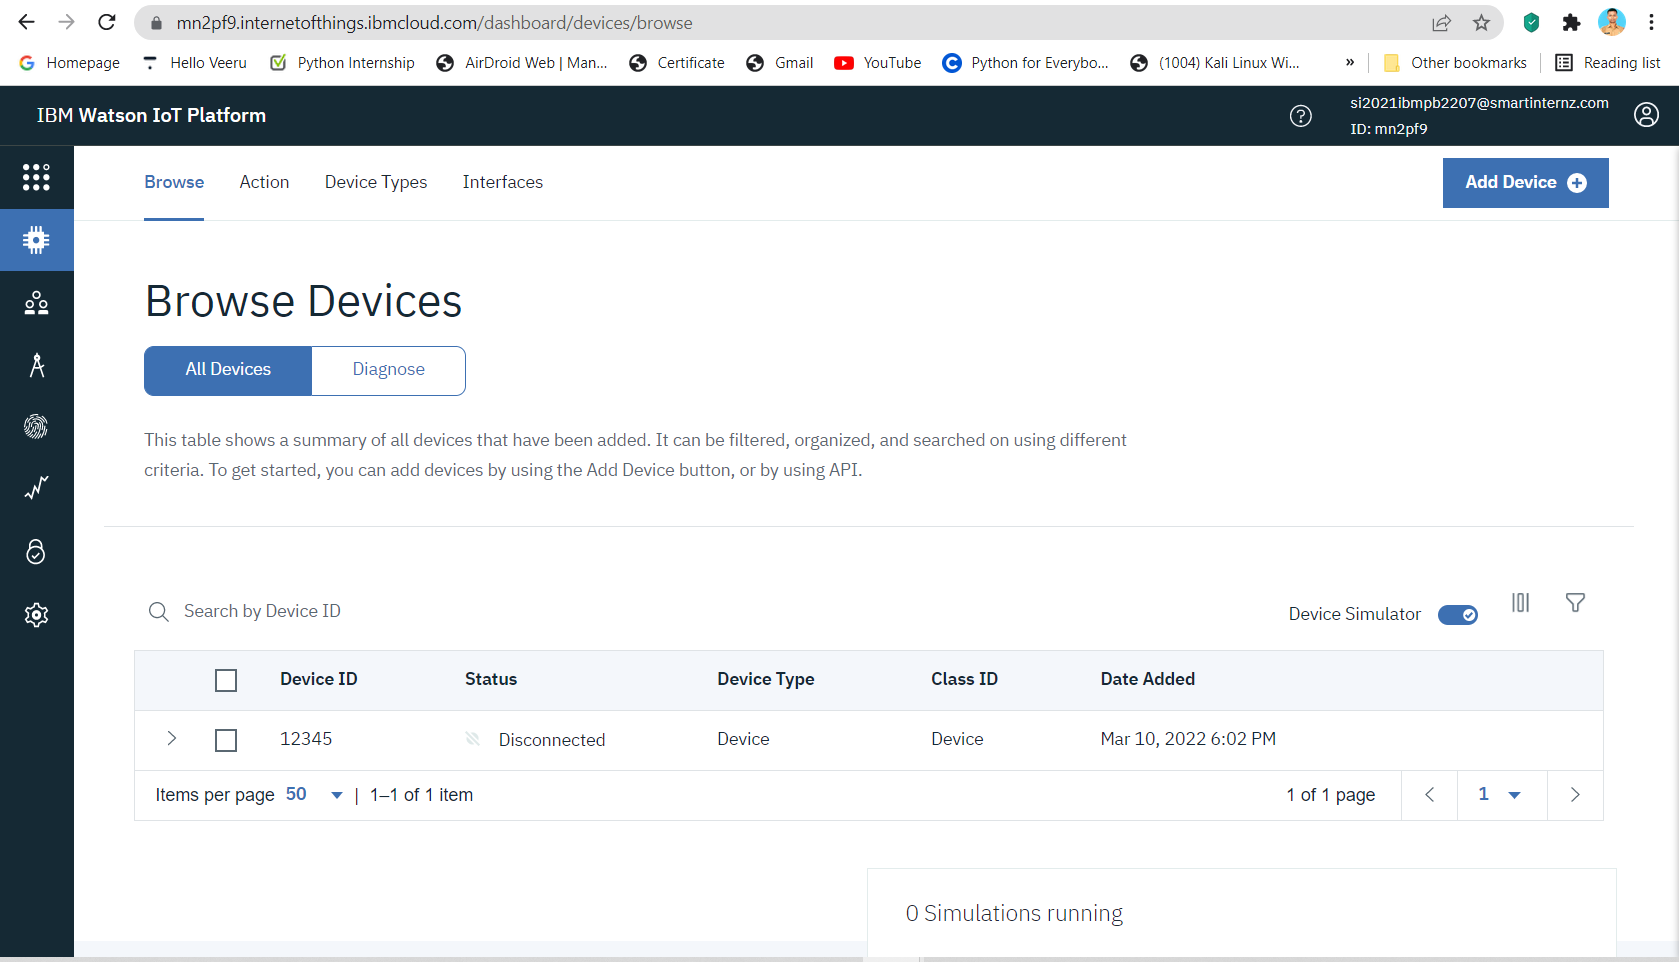 mn2pf9.internetofthings.ibmcloud.com/dashboard/devices/browse
Homepage Hello Veeru Python Internship AirDroid Web | Man... Certificate Gmail YouTube Python for Everybo... (1004) Kali Linux Wi... » Other bookmarks Reading list
IBM Watson IoT Platform
si2021ibmpb2207@smartinternz.com
ID: mn2pf9
Browse Action Device Types Interfaces Add Device
Browse Devices
All Devices Diagnose
This table shows a summary of all devices that have been added. It can be filtered, organized, and searched on using different
criteria. To get started, you can add devices by using the Add Device button, or by using API.
Search by Device ID Device Simulator
Device ID Status Device Type Class ID Date Added
12345 Disconnected Device Device Mar 10, 2022 6:02 PM
Items per page 50 | 1–1 of 1 item 1 of 1 page 1
0 Simulations running